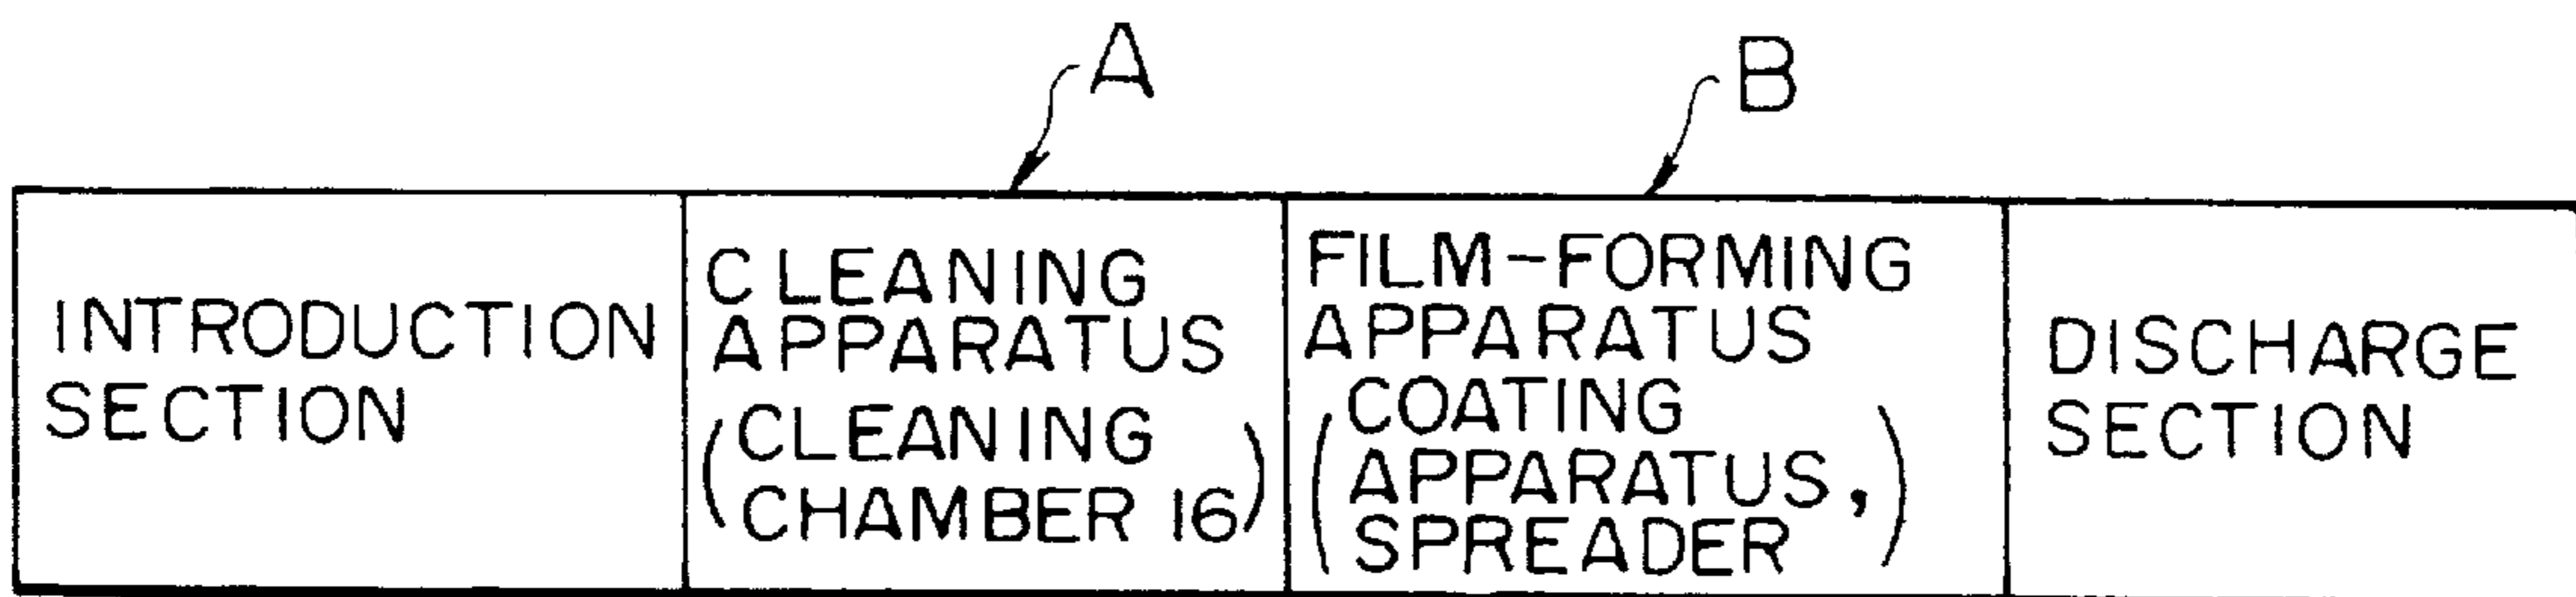 A
B
INTRODUCTION
SECTION
CLEANING
APPARATUS
(CLEANING
CHAMBER 16)
FILM-FORMING
APPARATUS
(COATING
APPARATUS,
SPREADER)
DISCHARGE
SECTION